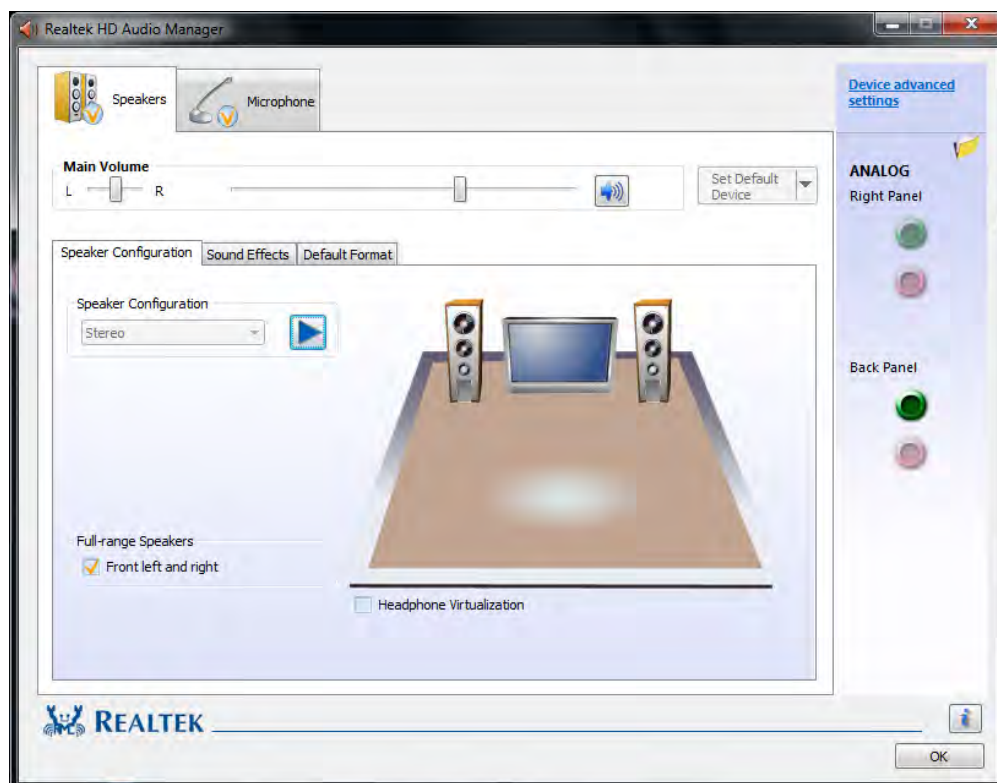 Realtek HD Audio Manager
Speakers
Microphone
Device advanced
settings
Main Volume
L
R
Set Default
Device
ANALOG
Right Panel
Speaker Configuration
Sound Effects
Default Format
Speaker Configuration
Stereo
Back Panel
Full-range Speakers
Front left and right
Headphone Virtualization
REALTEK
i
OK